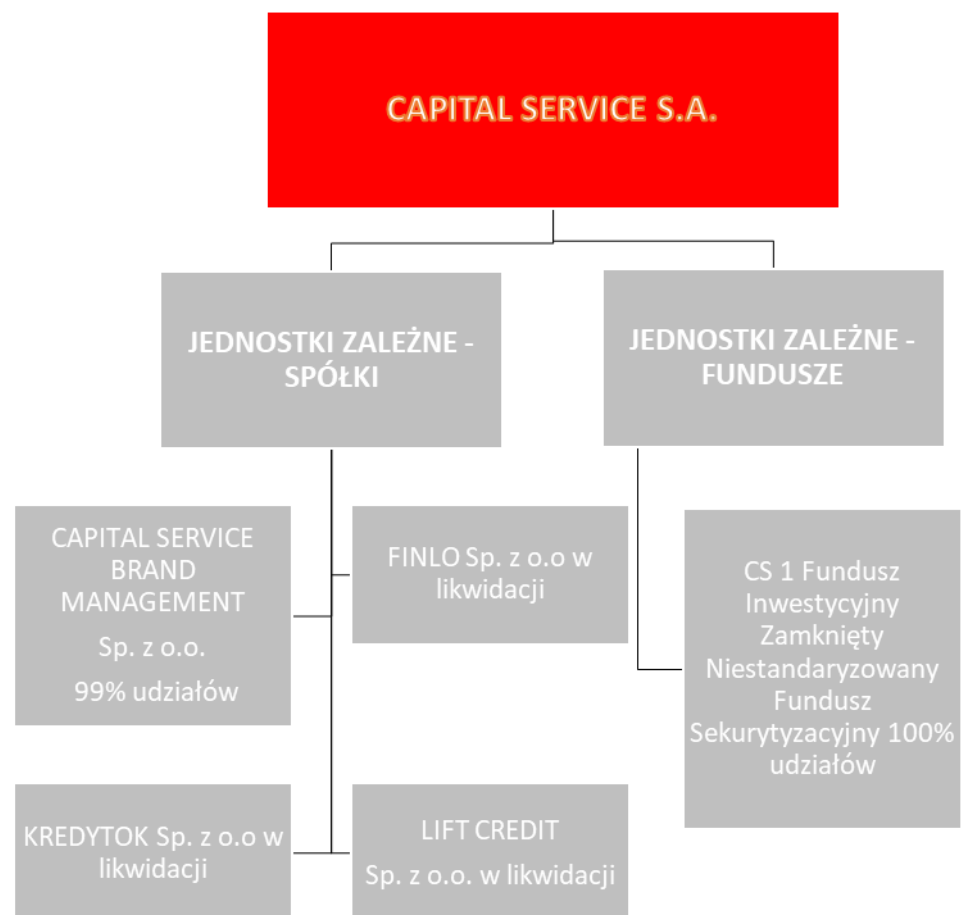 CAPITAL SERVICE S.A.
JEDNOSTKI ZALEŻNE -
SPÓŁKI
JEDNOSTKI ZALEŻNE -
FUNDUSZE
CAPITAL SERVICE
BRAND
MANAGEMENT
Sp. z o.o.
99% udziałów
FINLO Sp. z o.o w
likwidacji
CS 1 Fundusz
Inwestycyjny
Zamknięty
Niestandaryzowany
Fundusz
Sekurytyzacyjny 100%
udziałów
KREDYTOK Sp. z o.o w
likwidacji
LIFT CREDIT
Sp. z o.o. w likwidacji